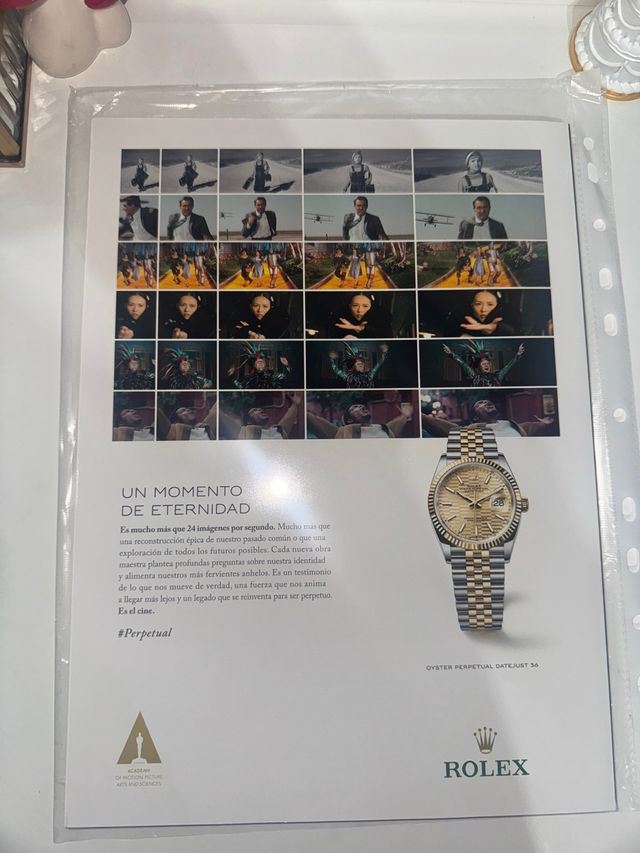 UN MOMENTO
DE ETERNIDAD
Es mucho más que 24 imágenes por segundo. Mucho más que
una reconstrucción épica de nuestro pasado común o que una
exploración de todos los futuros posibles. Cada nueva obra
maestra plantea profundas preguntas sobre nuestra identidad
y alimenta nuestros más fervientes anhelos. Es un testimonio
de lo que nos mueve de verdad, una fuerza que nos anima
a llegar más lejos y un legado que se reinventa para ser perpetuo.
Es el cine.
#Perpetual
28
OYSTER PERPETUAL DATEJUST 36
ACADEMY
OF MOTION PICTURE
ARTS AND SCIENCES
ROLEX